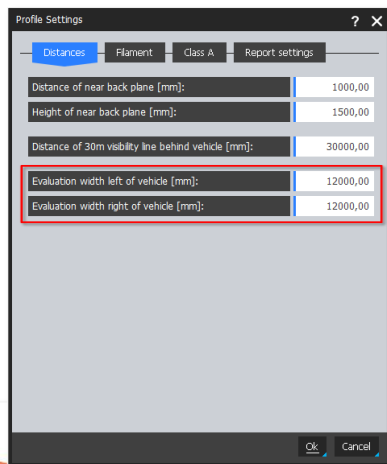 Profile Settings ? X
Distances Filament Class A Report settings
Distance of near back plane [mm]: 1000,00
Height of near back plane [mm]: 1500,00
Distance of 30m visibility line behind vehicle [mm]: 30000,00
Evaluation width left of vehicle [mm]: 12000,00
Evaluation width right of vehicle [mm]: 12000,00
Ok Cancel